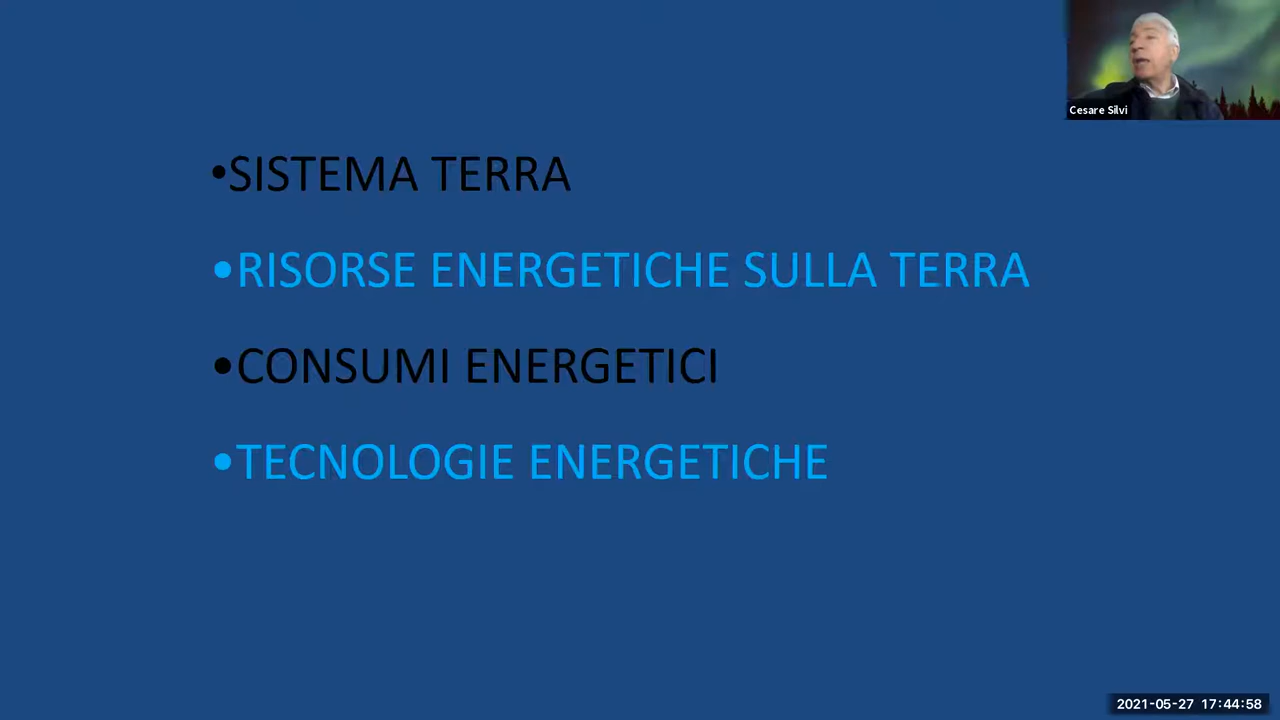 Cesare Silvi
•SISTEMA TERRA
•RISORSE ENERGETICHE SULLA TERRA
•CONSUMI ENERGETICI
•TECNOLOGIE ENERGETICHE
2021-05-27 17:44:58